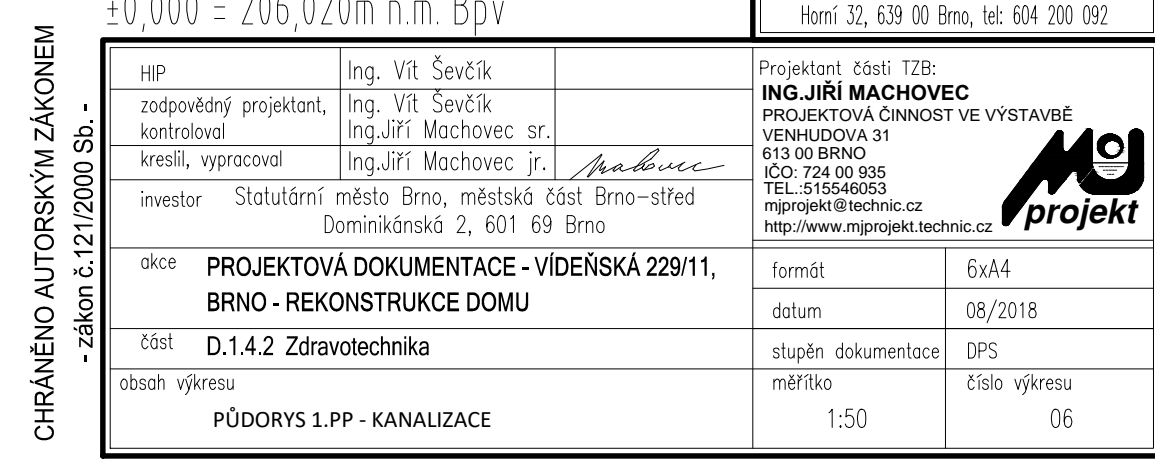 ±0,000 = 206,020m n.m. Bpv
Horní 32, 639 00 Brno, tel: 604 200 092
CHRÁNĚNO AUTORSKÝM ZÁKONEM
- zákon č.121/2000 Sb. -
HIP
Ing. Vít Ševčík
zodpovědný projektant,
kontroloval
Ing. Vít Ševčík
Ing.Jiří Machovec sr.
kreslil, vypracoval
Ing.Jiří Machovec jr.
Machovec
investor
Statutární město Brno, městská část Brno-střed
Dominikánská 2, 601 69 Brno
akce
PROJEKTOVÁ DOKUMENTACE - VÍDEŇSKÁ 229/11,
BRNO - REKONSTRUKCE DOMU
část
D.1.4.2 Zdravotechnika
obsah výkresu
PŮDORYS 1.PP - KANALIZACE
Projektant části TZB:
ING.JIŘÍ MACHOVEC
PROJEKTOVÁ ČINNOST VE VÝSTAVBĚ
VENHUDOVA 31
613 00 BRNO
IČO: 724 00 935
TEL.:515546053
mjprojekt@technic.cz
http://www.mjprojekt.technic.cz
MJ
projekt
formát
6xA4
datum
08/2018
stupěn dokumentace
DPS
měřítko
1:50
číslo výkresu
06